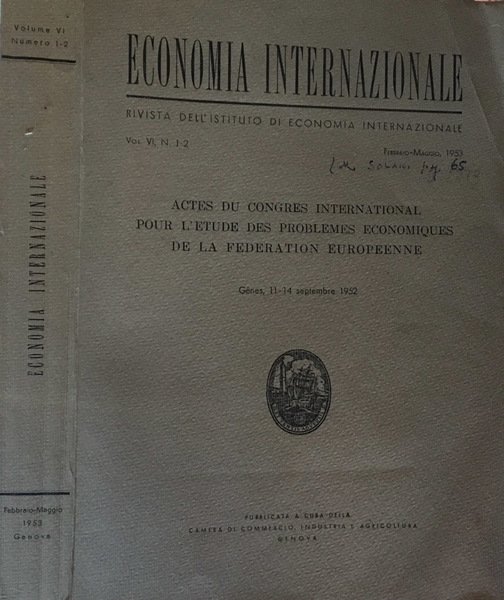 Volume VI
Numero 1-2
ECONOMIA INTERNAZIONALE
Febbraio-Maggio
1953
Genova
ECONOMIA INTERNAZIONALE
RIVISTA DELL'ISTITUTO DI ECONOMIA INTERNAZIONALE
Vol. VI, N. 1-2
Febbraio-Maggio, 1953
65
ACTES DU CONGRES INTERNATIONAL
POUR L'ETUDE DES PROBLEMES ECONOMIQUES
DE LA FEDERATION EUROPEENNE
Gênes, 11-14 septembre 1952
PUBBLICATA A CURA DELLA
CAMERA DI COMMERCIO, INDUSTRIA E AGRICOLTURA
GENOVA